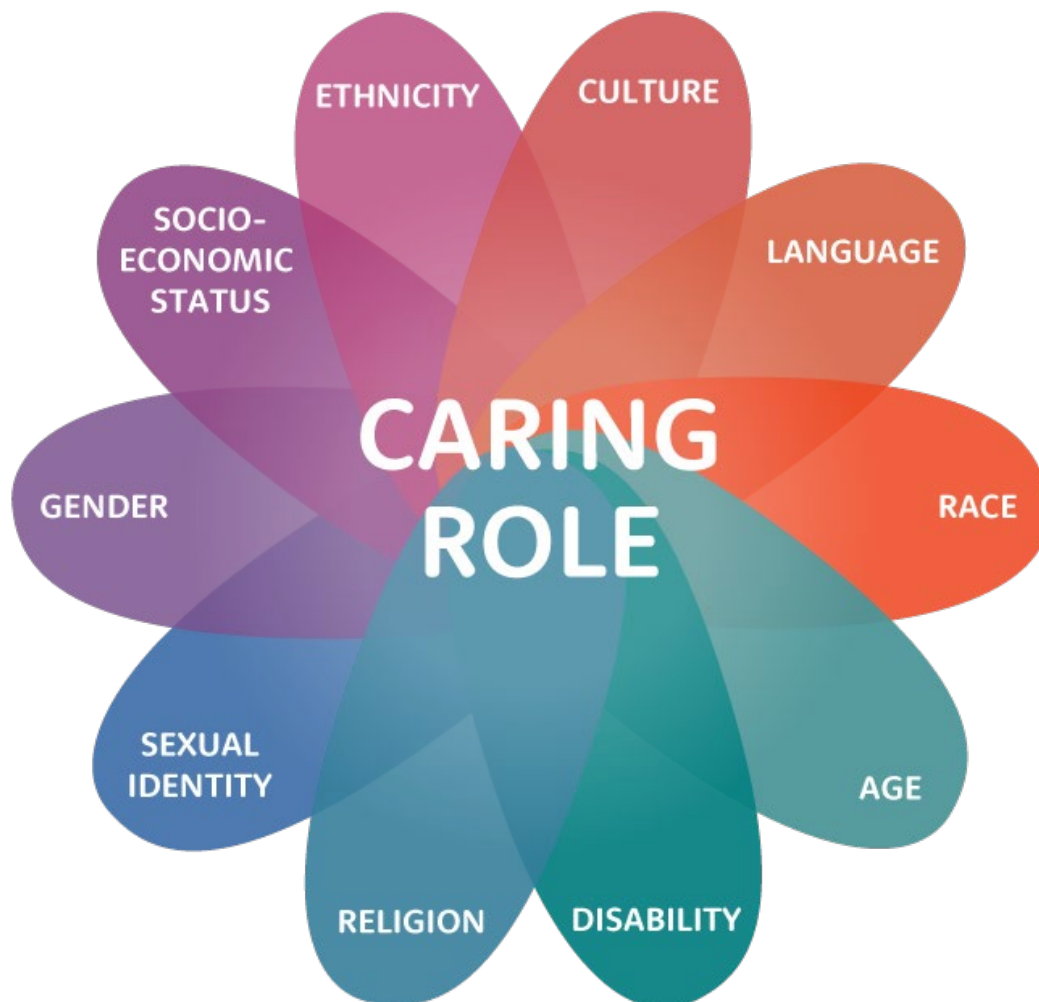 ETHNICITY
CULTURE
SOCIO-
ECONOMIC
STATUS
LANGUAGE
CARING
ROLE
GENDER
RACE
SEXUAL
IDENTITY
AGE
RELIGION
DISABILITY